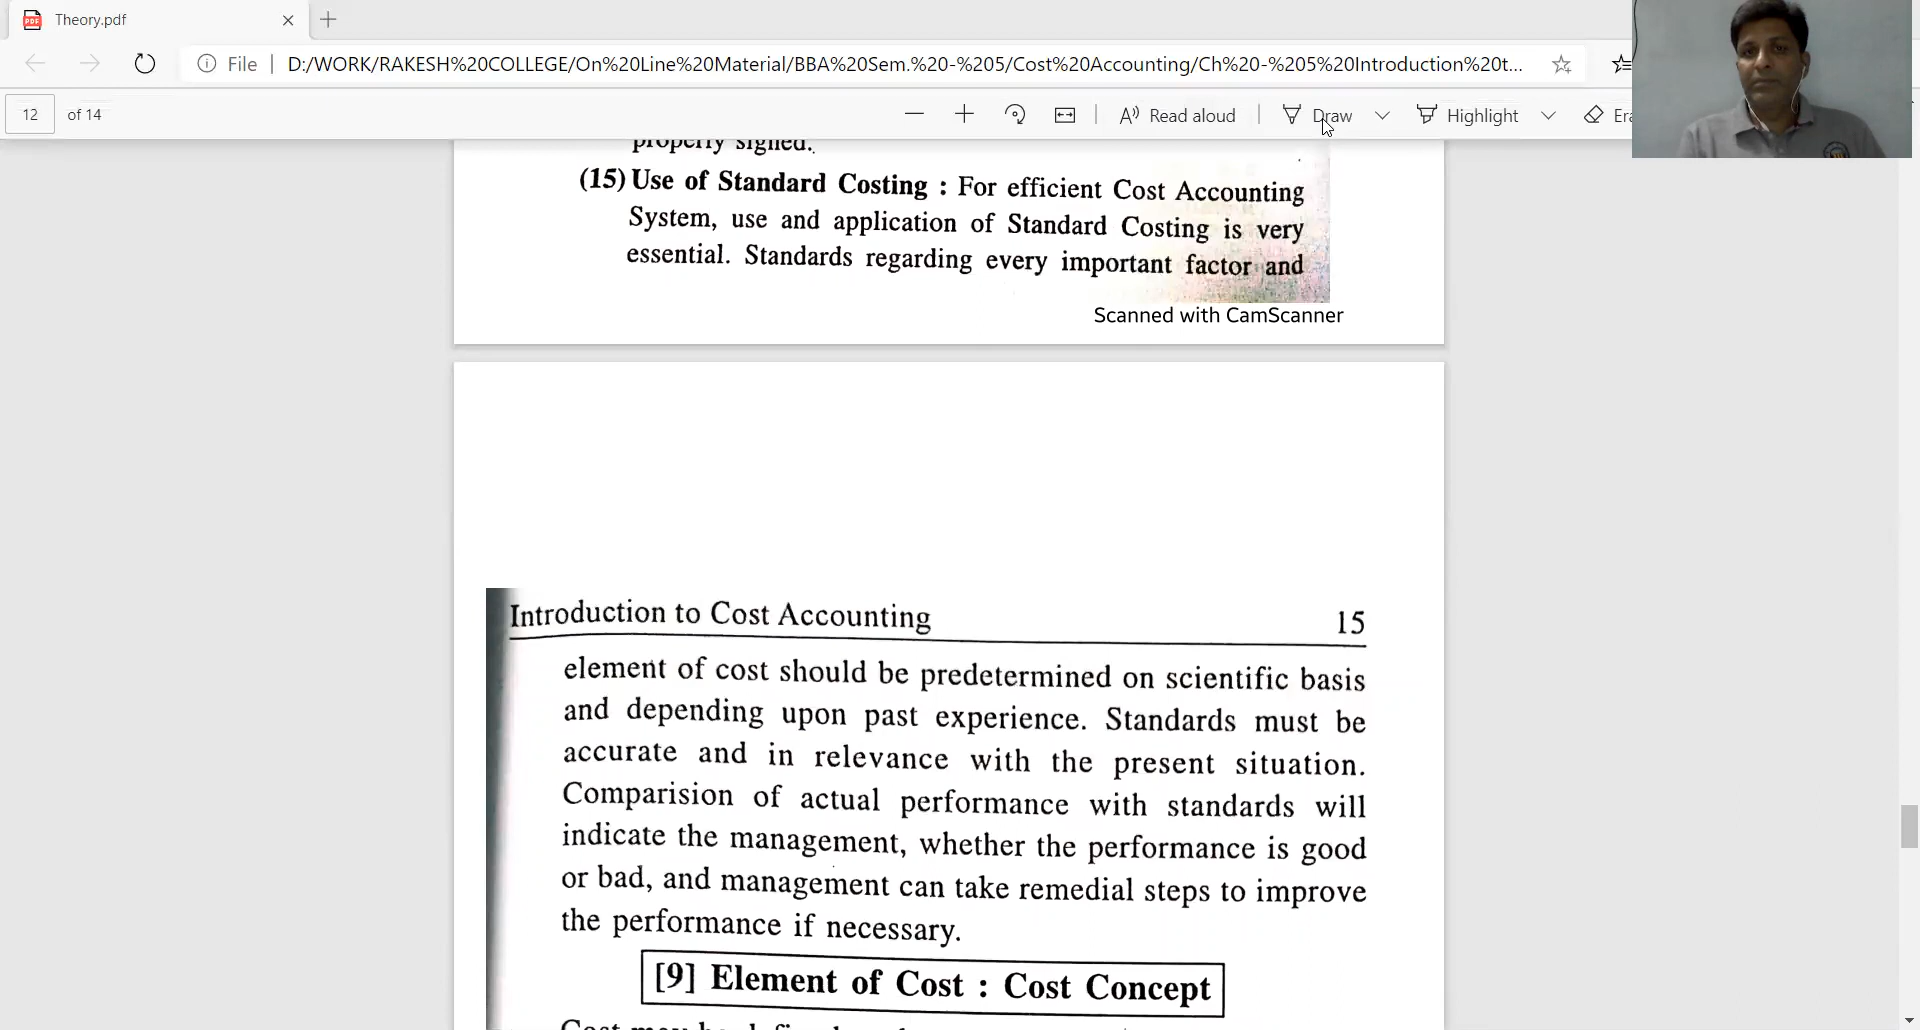 Theory.pdf
File
D:/WORK/RAKESH%20COLLEGE/On%20Line%20Material/BBA%20Sem.%20-%205/Cost%20Accounting/Ch%20-%205%20Introduction%20t...
12 of 14
Read aloud
Draw
Highlight
properly signed.
(15) Use of Standard Costing : For efficient Cost Accounting
System, use and application of Standard Costing is very
essential. Standards regarding every important factor and
Scanned with CamScanner
Introduction to Cost Accounting 15
element of cost should be predetermined on scientific basis
and depending upon past experience. Standards must be
accurate and in relevance with the present situation.
Comparision of actual performance with standards will
indicate the management, whether the performance is good
or bad, and management can take remedial steps to improve
the performance if necessary.
[9] Element of Cost : Cost Concept
Cost may be